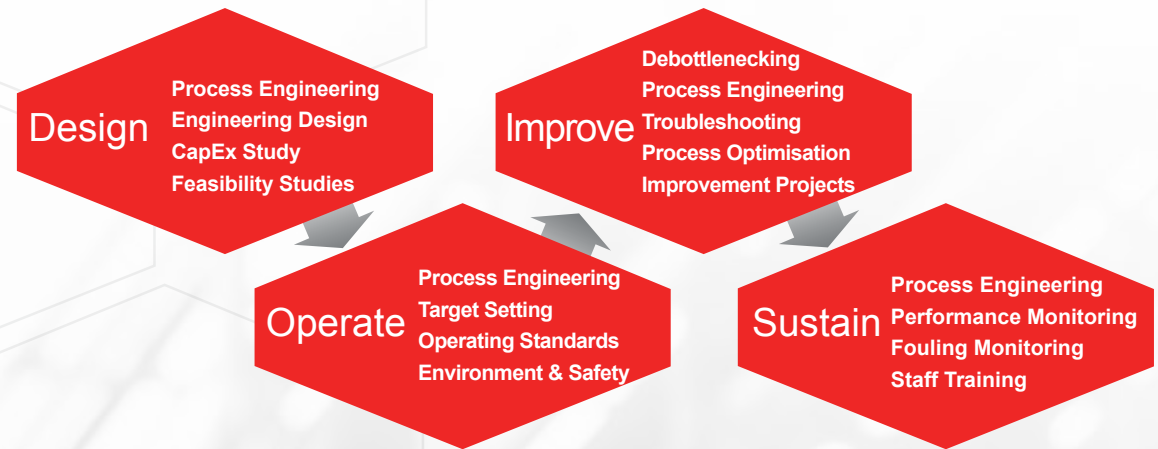 Design
Process Engineering
Engineering Design
CapEx Study
Feasibility Studies
Operate
Process Engineering
Target Setting
Operating Standards
Environment & Safety
Improve
Debottlenecking
Process Engineering
Troubleshooting
Process Optimisation
Improvement Projects
Sustain
Process Engineering
Performance Monitoring
Fouling Monitoring
Staff Training